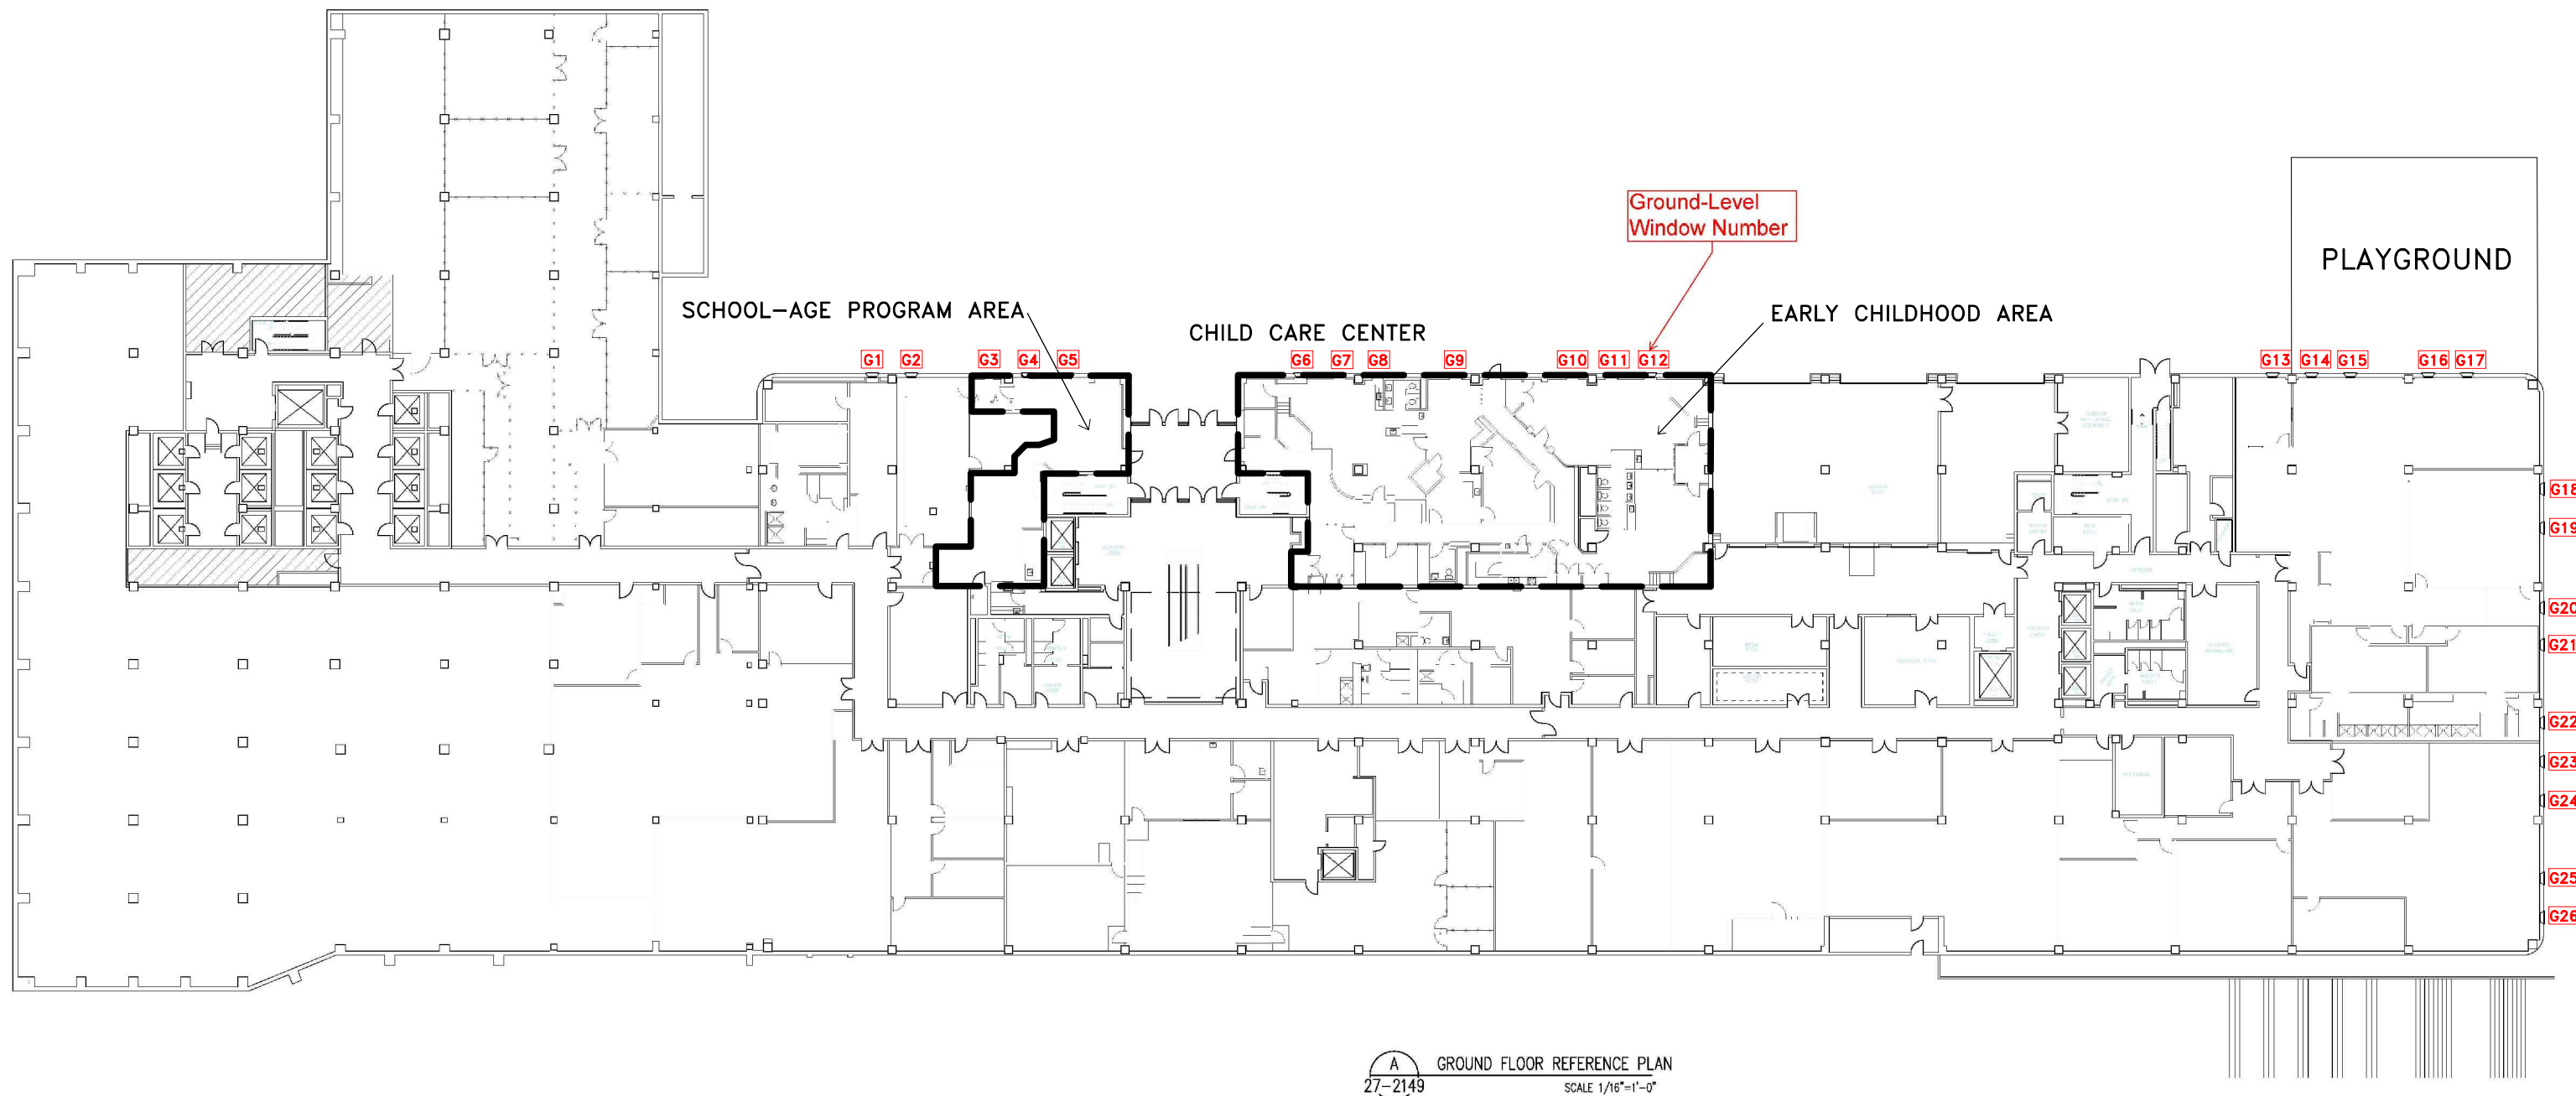 Ground-Level
Window Number
PLAYGROUND
SCHOOL-AGE PROGRAM AREA
CHILD CARE CENTER
EARLY CHILDHOOD AREA
G1
G2
G3
G4
G5
G6
G7
G8
G9
G10
G11
G12
G13
G14
G15
G16
G17
G18
G19
G20
G21
G22
G23
G24
G25
G26
A
GROUND FLOOR REFERENCE PLAN
27-2149
SCALE 1/16"=1'-0"